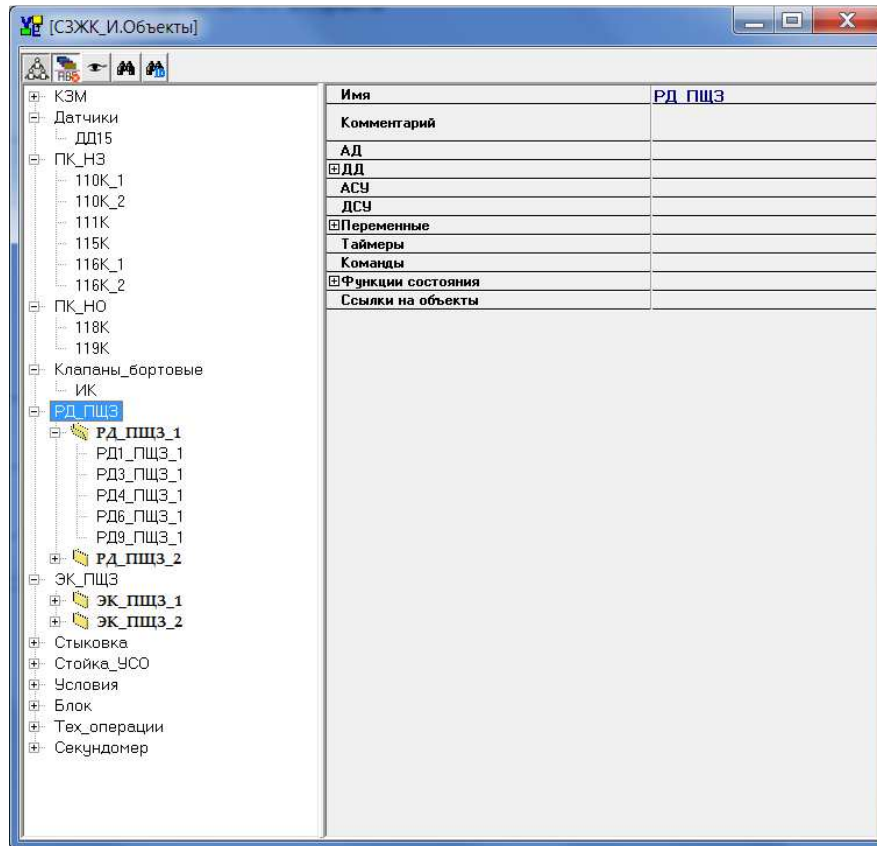 [СЗЖК_И.Объекты]
КЗМ
Датчики
ДД15
ПК_НЗ
110К_1
110К_2
111К
115К
116К_1
116К_2
ПК_НО
118К
119К
Клапаны_бортовые
ИК
РД_ПЩЗ
РД_ПЩЗ_1
РД1_ПЩЗ_1
РД3_ПЩЗ_1
РД4_ПЩЗ_1
РД6_ПЩЗ_1
РД9_ПЩЗ_1
РД_ПЩЗ_2
ЭК_ПЩЗ
ЭК_ПЩЗ_1
ЭК_ПЩЗ_2
Стыковка
Стойка_УСО
Условия
Блок
Тех_операции
Секундомер
Имя РД_ПЩЗ
Комментарий
АД
ДД
АСУ
ДСУ
Переменные
Таймеры
Команды
Функции состояния
Ссылки на объекты